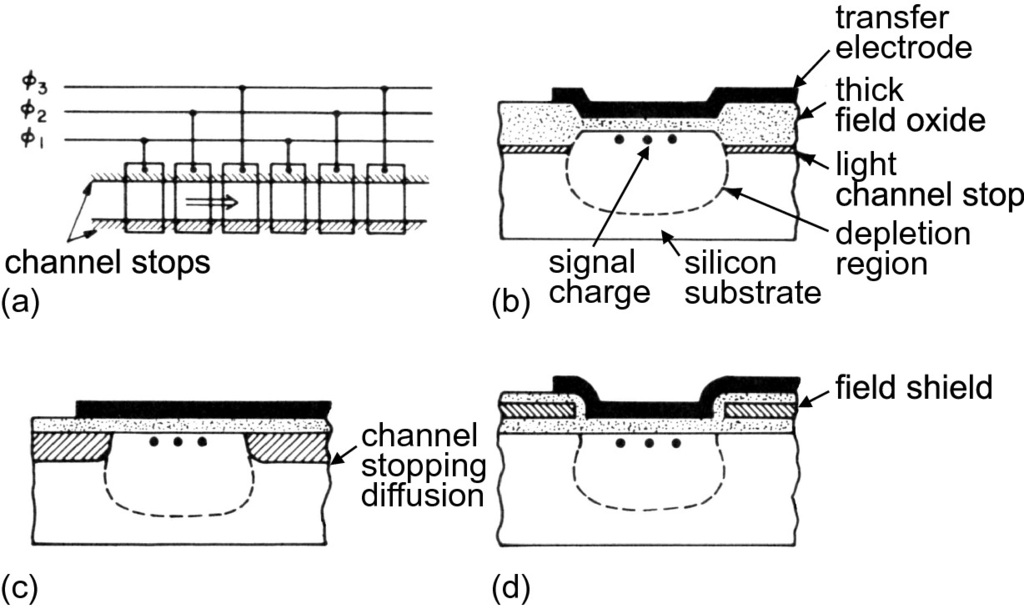 ϕ3
ϕ2
ϕ1
channel stops
(a)
transfer
electrode
thick
field oxide
light
channel stop
depletion
region
signal
charge
silicon
substrate
(b)
channel
stopping
diffusion
(c)
field shield
(d)